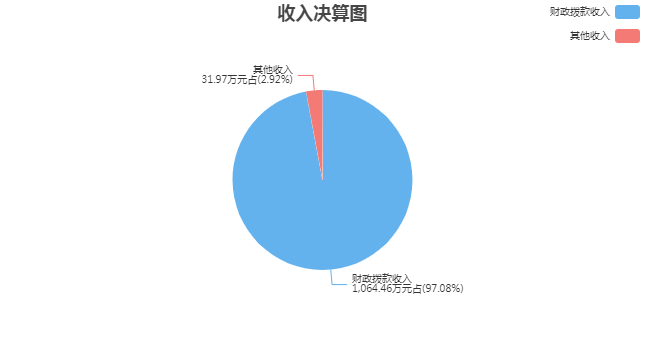 收入决算图
财政拨款收入
其他收入
其他收入
31.97万元占(2.92%)
财政拨款收入
1,064.46万元占(97.08%)